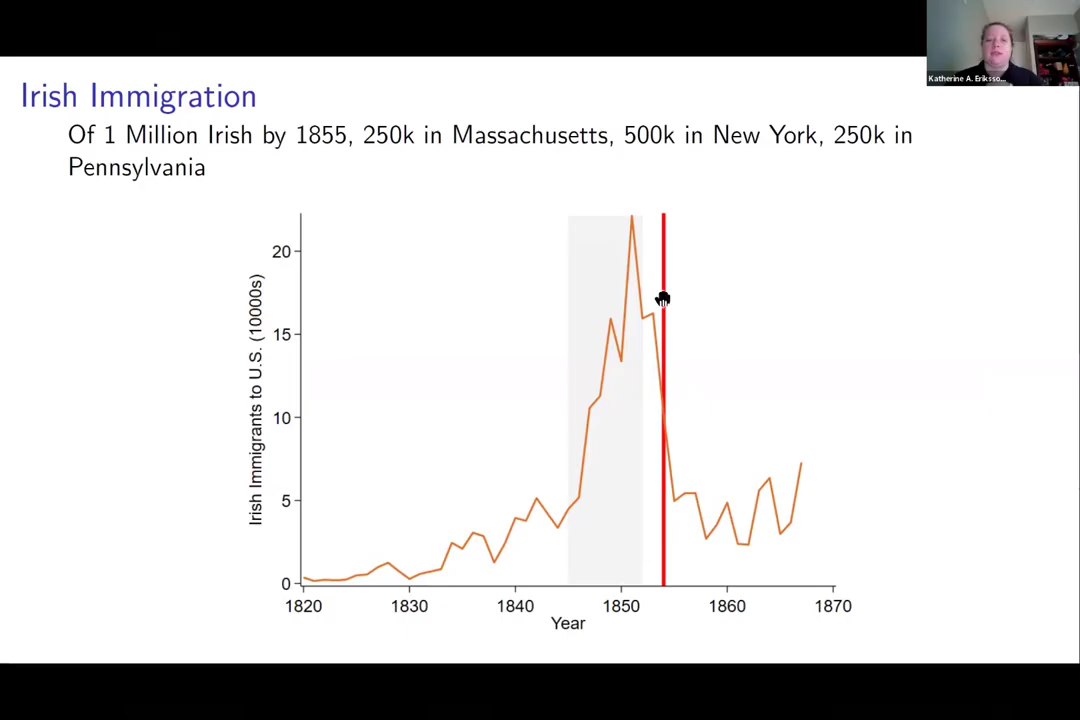 Katherine A. Eriksso...
Irish Immigration
Of 1 Million Irish by 1855, 250k in Massachusetts, 500k in New York, 250k in
Pennsylvania
Irish Immigrants to U.S. (10000s)
20
15
10
5
0
1820 1830 1840 1850 1860 1870
Year